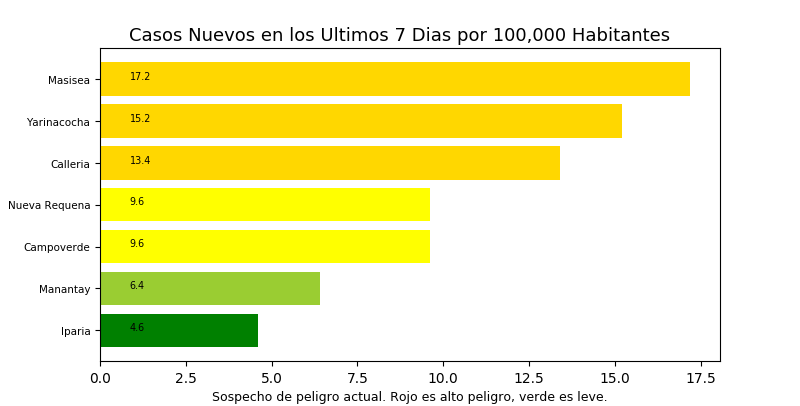 Casos Nuevos en los Ultimos 7 Dias por 100,000 Habitantes
Masisea 17.2
Yarinacocha 15.2
Calleria 13.4
Nueva Requena 9.6
Campoverde 9.6
Manantay 6.4
Iparia 4.6
0.0 2.5 5.0 7.5 10.0 12.5 15.0 17.5
Sospecho de peligro actual. Rojo es alto peligro, verde es leve.